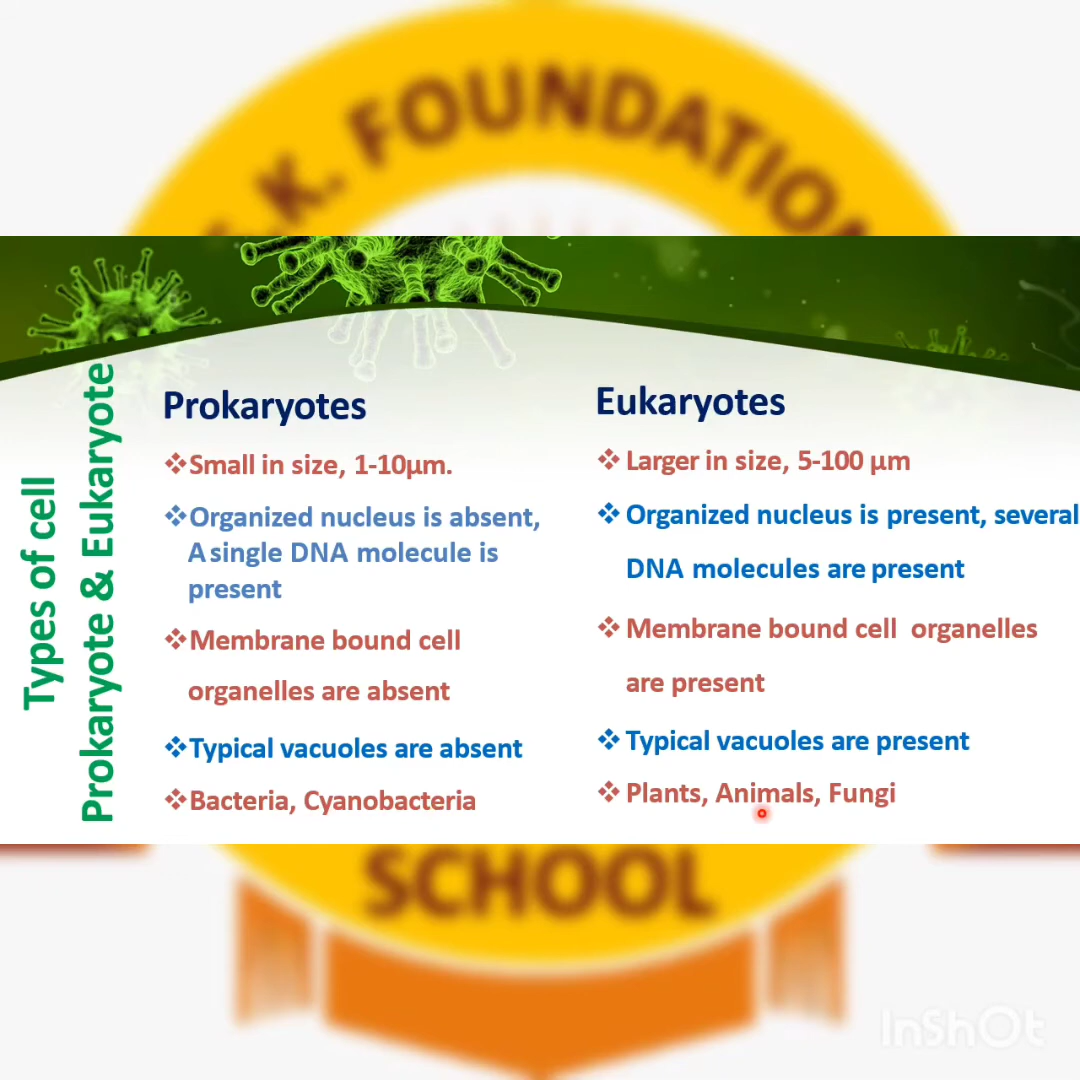 .K. FOUNDATION
Types of cell
Prokaryote & Eukaryote
Prokaryotes
❖Small in size, 1-10µm.
❖Organized nucleus is absent,
A single DNA molecule is
present
❖Membrane bound cell
organelles are absent
❖Typical vacuoles are absent
❖Bacteria, Cyanobacteria
Eukaryotes
❖ Larger in size, 5-100 µm
❖ Organized nucleus is present, several
DNA molecules are present
❖ Membrane bound cell organelles
are present
❖ Typical vacuoles are present
❖ Plants, Animals, Fungi
SCHOOL
InShOt